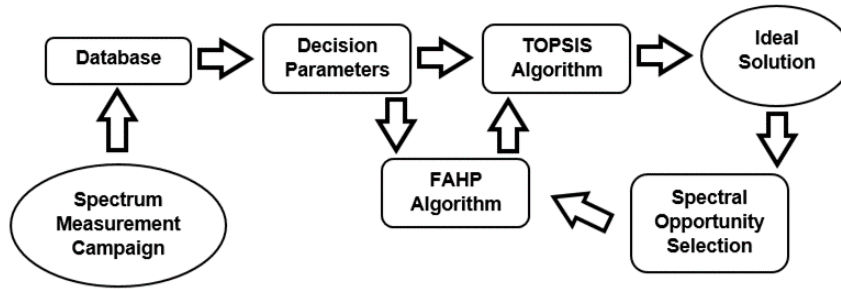 Database
Decision
Parameters
TOPSIS
Algorithm
Ideal
Solution
Spectrum
Measurement
Campaign
FAHP
Algorithm
Spectral
Opportunity
Selection